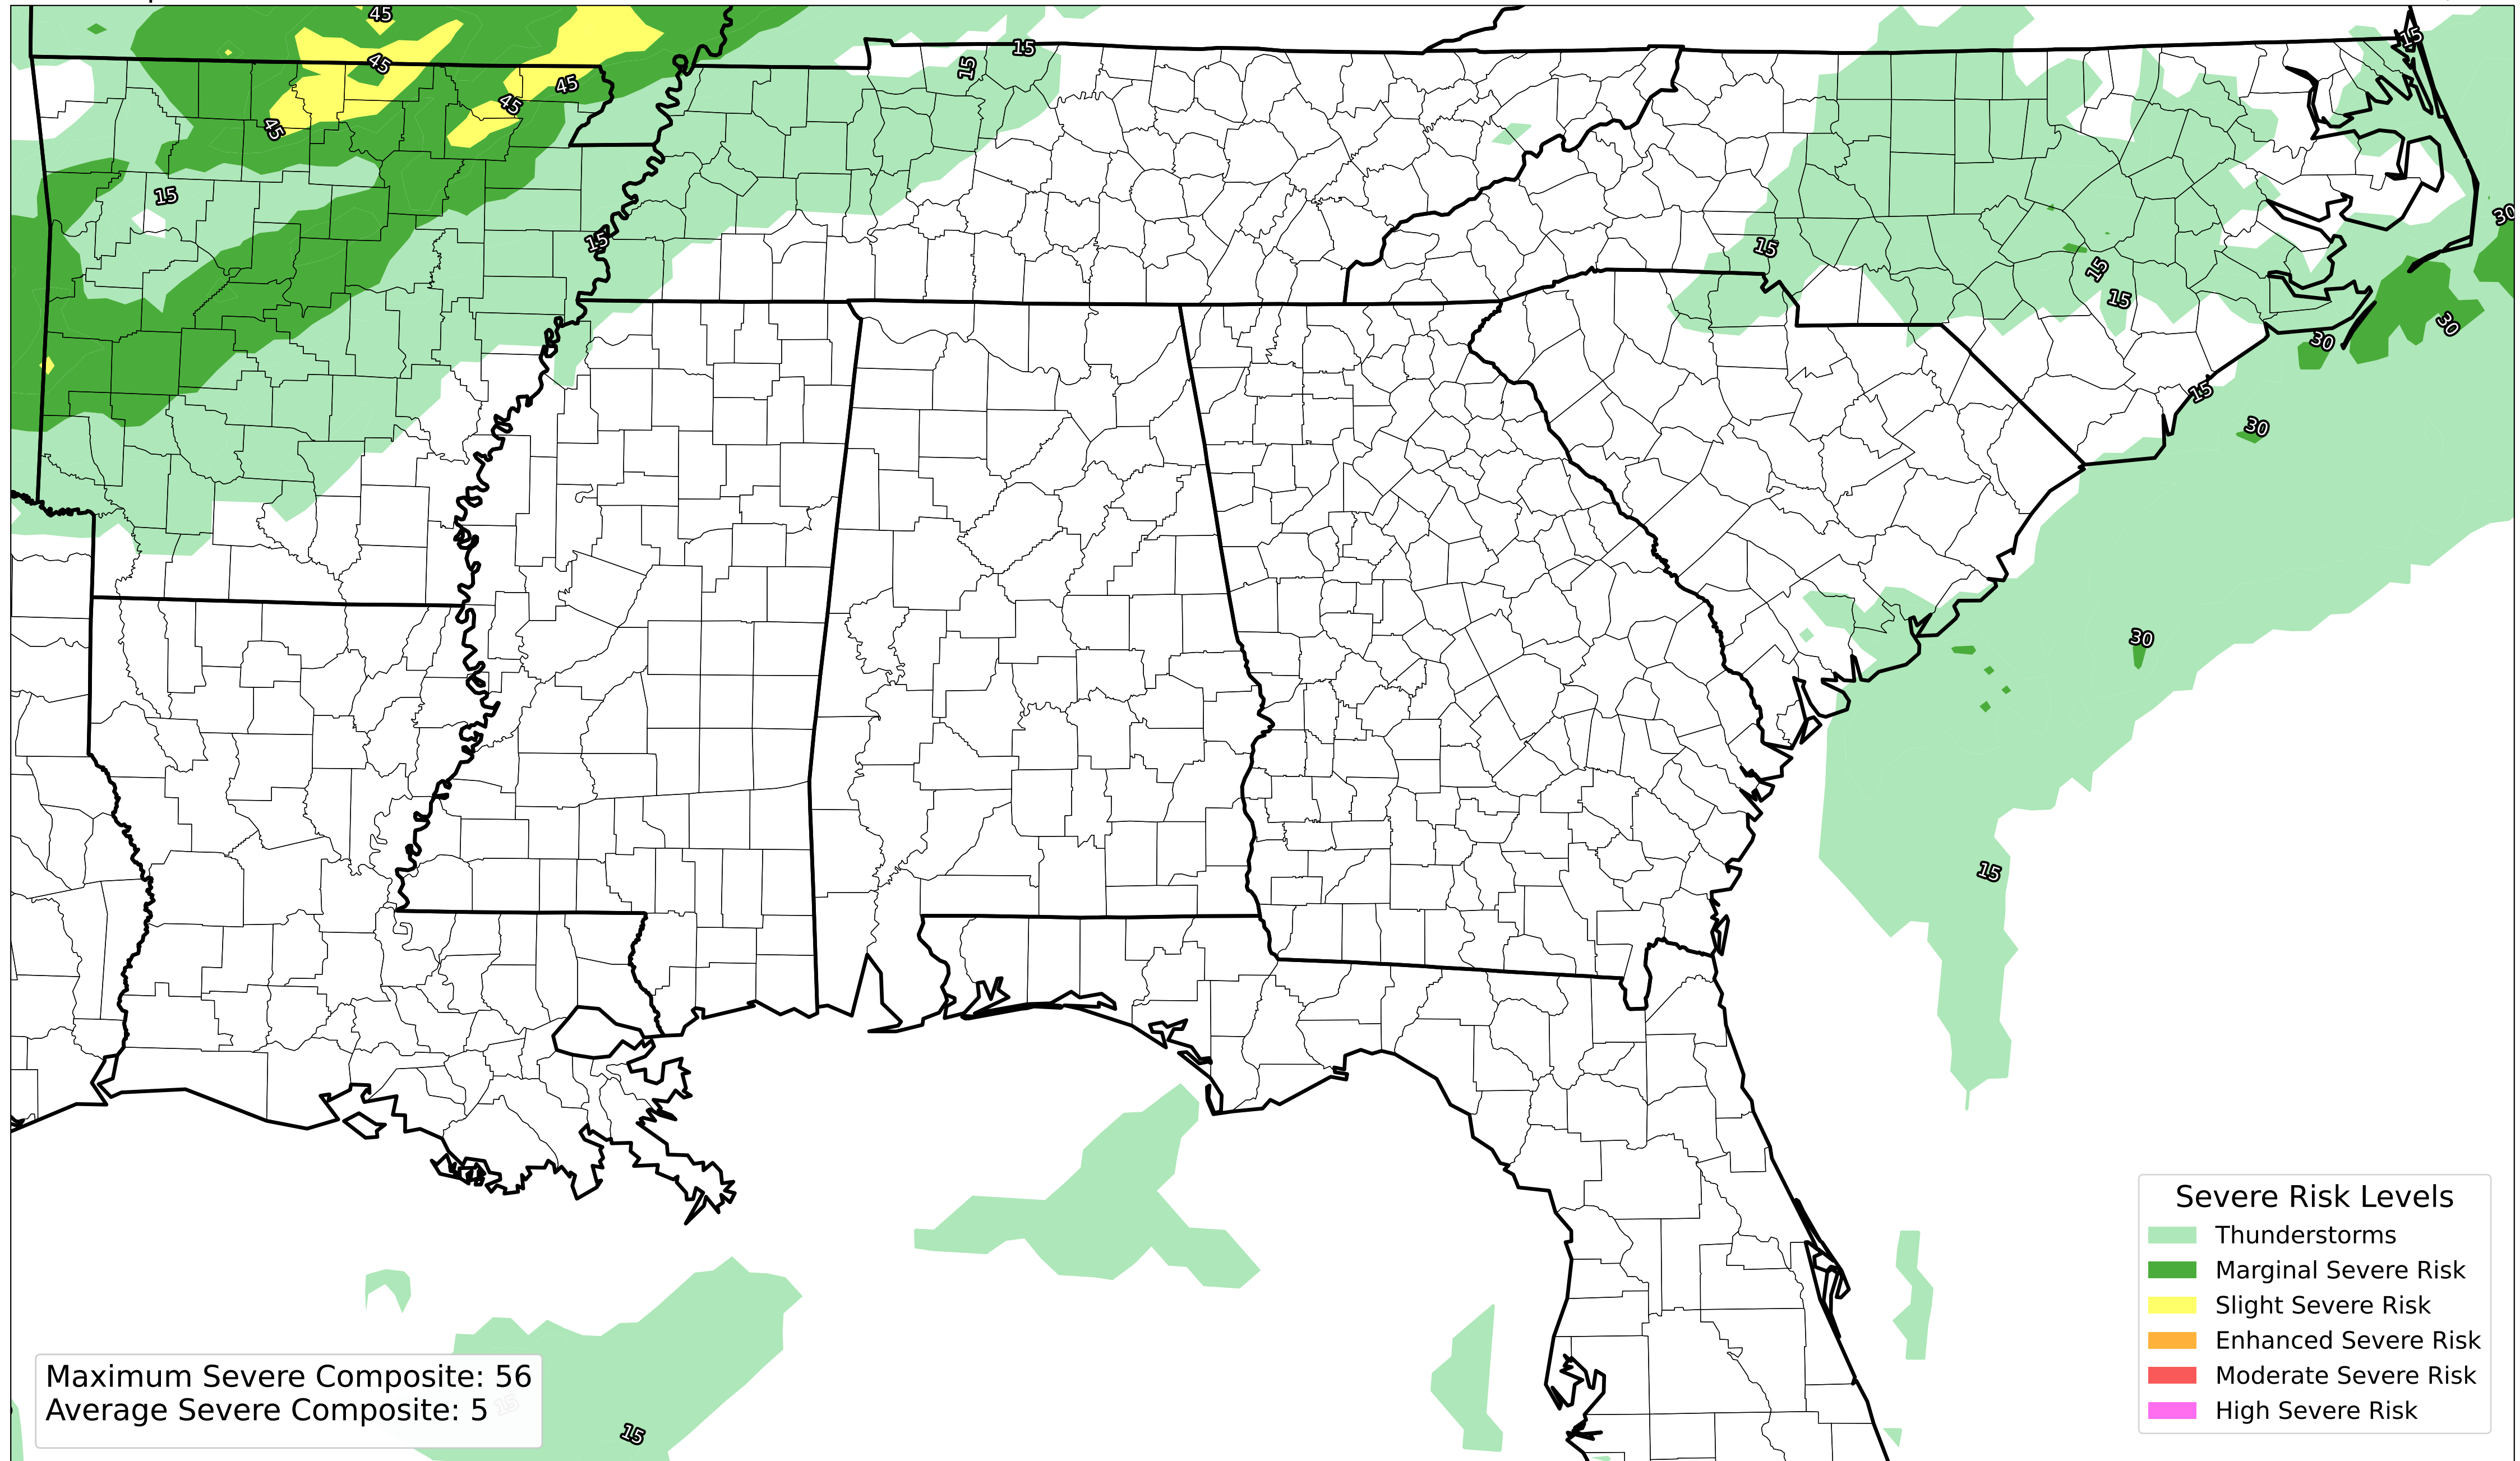 45
15
15
15
45
45
45
45
15
30
15
15
15
15
30
30
15
30
30
15
Severe Risk Levels
Thunderstorms
Marginal Severe Risk
Slight Severe Risk
Enhanced Severe Risk
Moderate Severe Risk
High Severe Risk
Maximum Severe Composite: 56
Average Severe Composite: 5
15
15